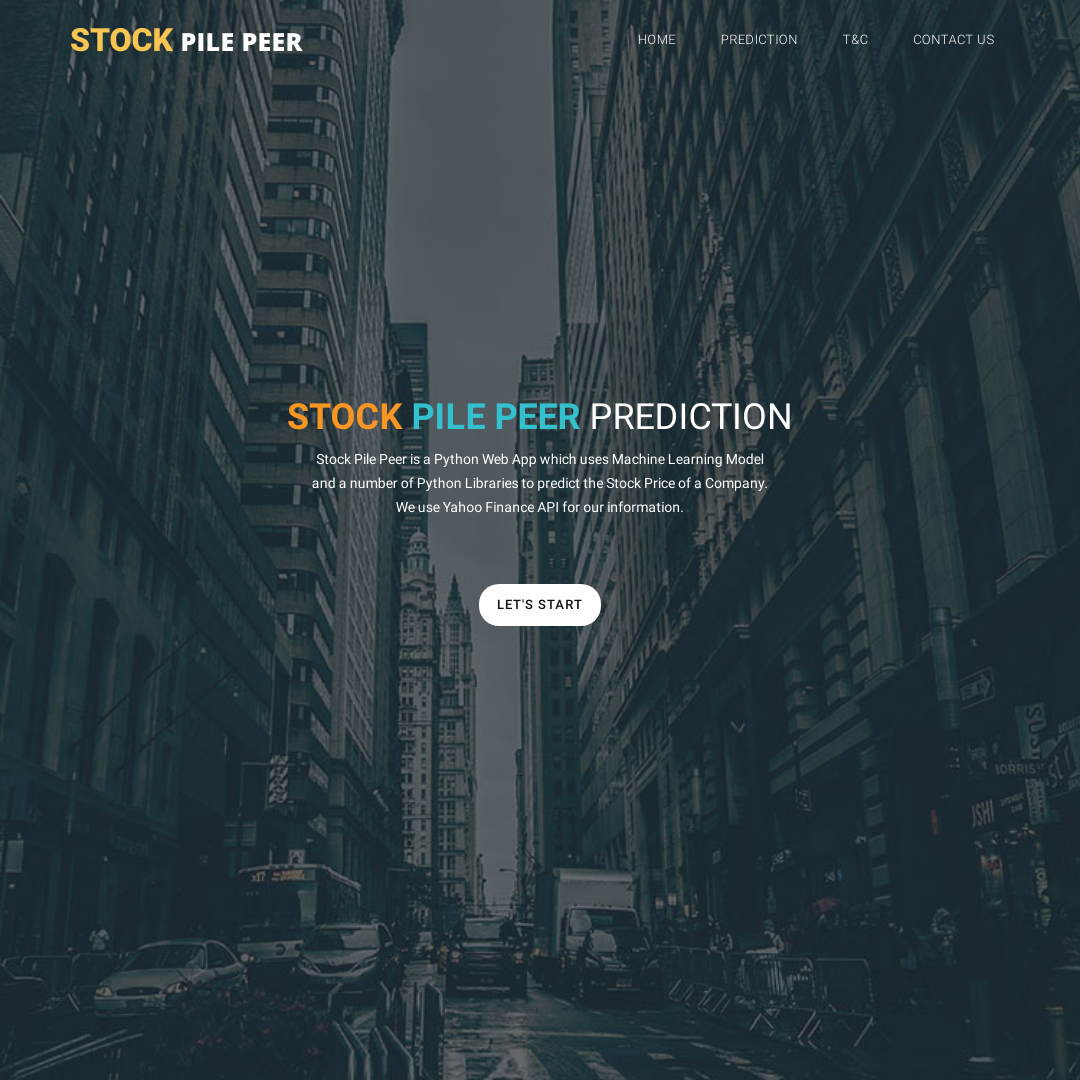 STOCK PILE PEER
HOME PREDICTION T&C CONTACT US
STOCK PILE PEER PREDICTION
Stock Pile Peer is a Python Web App which uses Machine Learning Model
and a number of Python Libraries to predict the Stock Price of a Company.
We use Yahoo Finance API for our information.
LET'S START